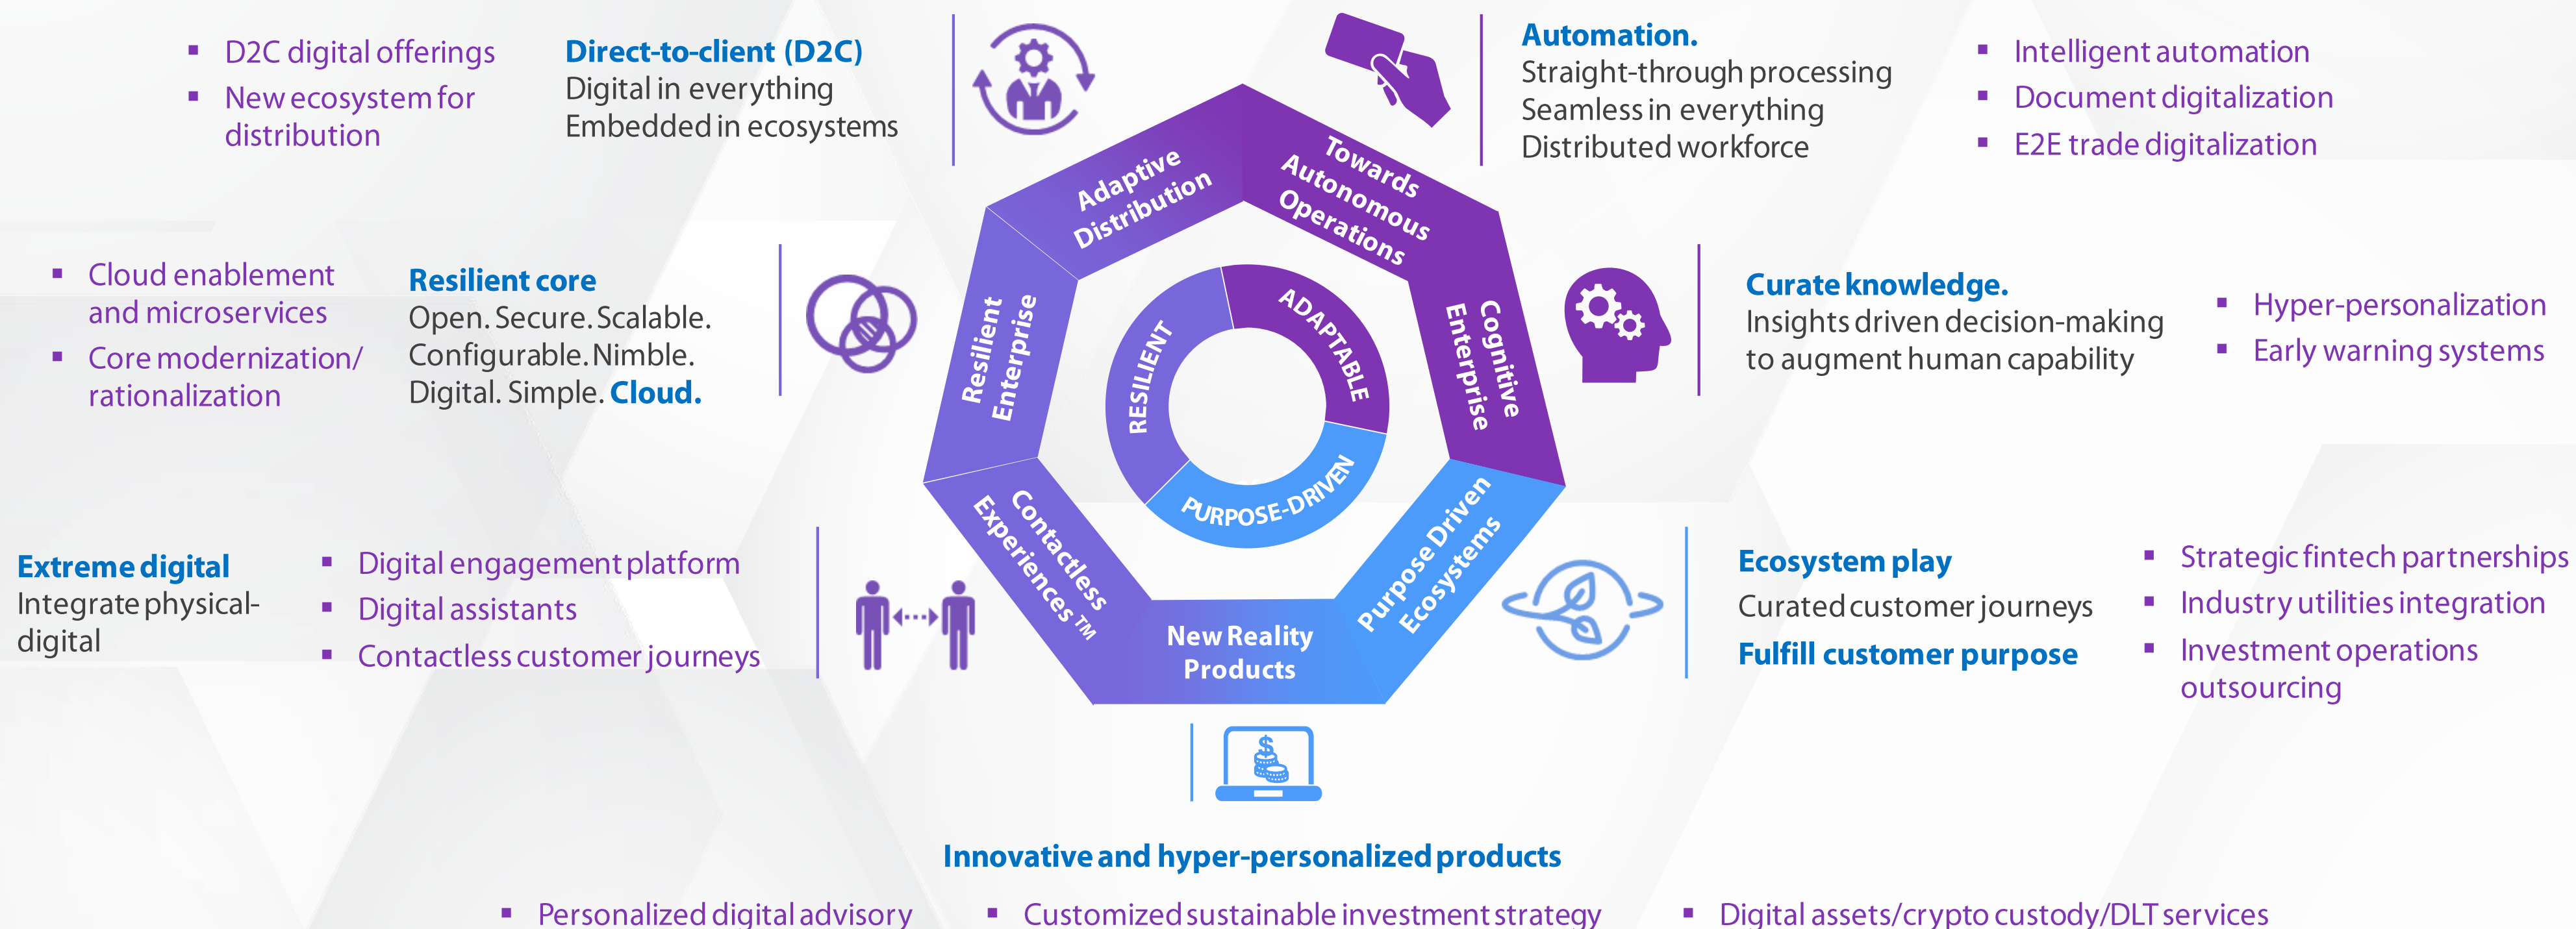 ▪ D2C digital offerings
▪ New ecosystem for
distribution
Direct-to-client (D2C)
Digital in everything
Embedded in ecosystems
Automation.
Straight-through processing
Seamless in everything
Distributed workforce
▪ Intelligent automation
▪ Document digitalization
▪ E2E trade digitalization
Adaptive
Distribution
Towards
Autonomous
Operations
▪ Cloud enablement
and microservices
▪ Core modernization/
rationalization
Resilient core
Open. Secure. Scalable.
Configurable. Nimble.
Digital. Simple. Cloud.
Resilient
Enterprise
RESILIENT
ADAPTABLE
PURPOSE-DRIVEN
Cognitive
Enterprise
Curate knowledge.
Insights driven decision-making
to augment human capability
▪ Hyper-personalization
▪ Early warning systems
Extreme digital
Integrate physical-
digital
▪ Digital engagement platform
▪ Digital assistants
▪ Contactless customer journeys
Contactless
Experiences™
New Reality
Products
Purpose Driven
Ecosystems
Ecosystem play
Curated customer journeys
Fulfill customer purpose
▪ Strategic fintech partnerships
▪ Industry utilities integration
▪ Investment operations
outsourcing
$
Innovative and hyper-personalized products
▪ Personalized digital advisory
▪ Customized sustainable investment strategy
▪ Digital assets/crypto custody/DLT services